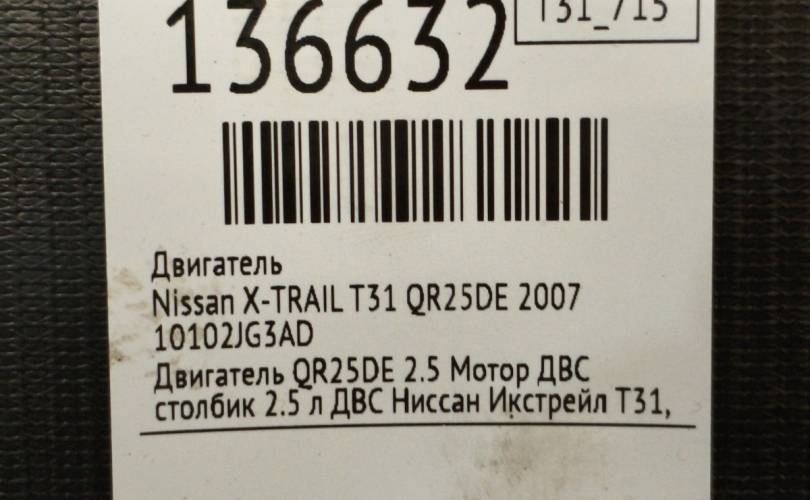 T31_715
136632
Двигатель
Nissan X-TRAIL T31 QR25DE 2007
10102JG3AD
Двигатель QR25DE 2.5 Мотор ДВС
столбик 2.5 л ДВС Ниссан Икстрейл Т31,